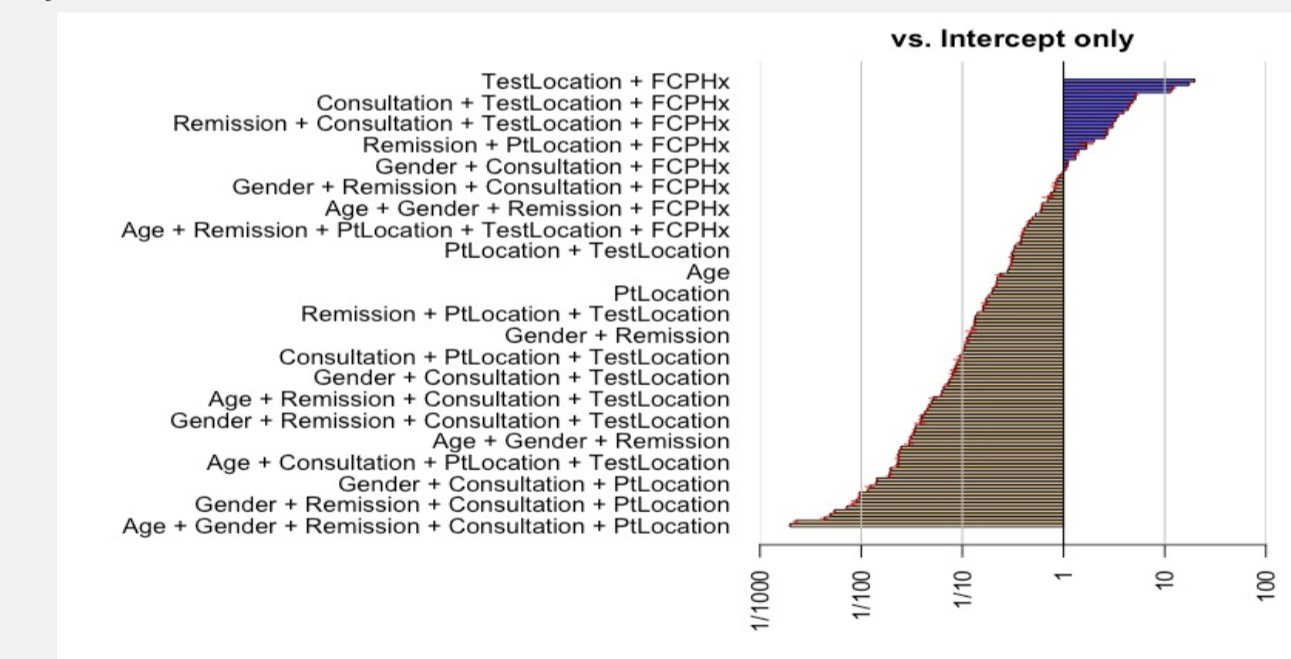 vs. Intercept only
TestLocation + FCPHx
Consultation + TestLocation + FCPHx
Remission + Consultation + TestLocation + FCPHx
Remission + PtLocation + FCPHx
Gender + Consultation + FCPHx
Gender + Remission + Consultation + FCPHx
Age + Gender + Remission + FCPHx
Age + Remission + PtLocation + TestLocation + FCPHx
PtLocation + TestLocation
Age
PtLocation
Remission + PtLocation + TestLocation
Gender + Remission
Consultation + PtLocation + TestLocation
Gender + Consultation + TestLocation
Age + Remission + Consultation + TestLocation
Gender + Remission + Consultation + TestLocation
Age + Gender + Remission
Age + Consultation + PtLocation + TestLocation
Gender + Consultation + PtLocation
Gender + Remission + Consultation + PtLocation
Age + Gender + Remission + Consultation + PtLocation
1/1000
1/100
1/10
1
10
100